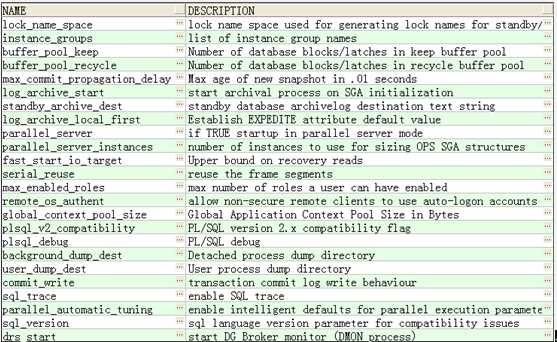 NAME DESCRIPTION
lock_name_space lock name space used for generating lock names for standby/
instance_groups list of instance group names
buffer_pool_keep Number of database blocks/latches in keep buffer pool
buffer_pool_recycle Number of database blocks/latches in recycle buffer pool
max_commit_propagation_delay Max age of new snapshot in .01 seconds
log_archive_start start archival process on SGA initialization
standby_archive_dest standby database archivelog destination text string
log_archive_local_first Establish EXPEDITE attribute default value
parallel_server if TRUE startup in parallel server mode
parallel_server_instances number of instances to use for sizing OPS SGA structures
fast_start_io_target Upper bound on recovery reads
serial_reuse reuse the frame segments
max_enabled_roles max number of roles a user can have enabled
remote_os_authent allow non-secure remote clients to use auto-logon accounts
global_context_pool_size Global Application Context Pool Size in Bytes
plsql_v2_compatibility PL/SQL version 2.x compatibility flag
plsql_debug PL/SQL debug
background_dump_dest Detached process dump directory
user_dump_dest User process dump directory
commit_write transaction commit log write behaviour
sql_trace enable SQL trace
parallel_automatic_tuning enable intelligent defaults for parallel execution paramete
sql_version sql language version parameter for compatibility issues
drs_start start DG Broker monitor (DMON process)